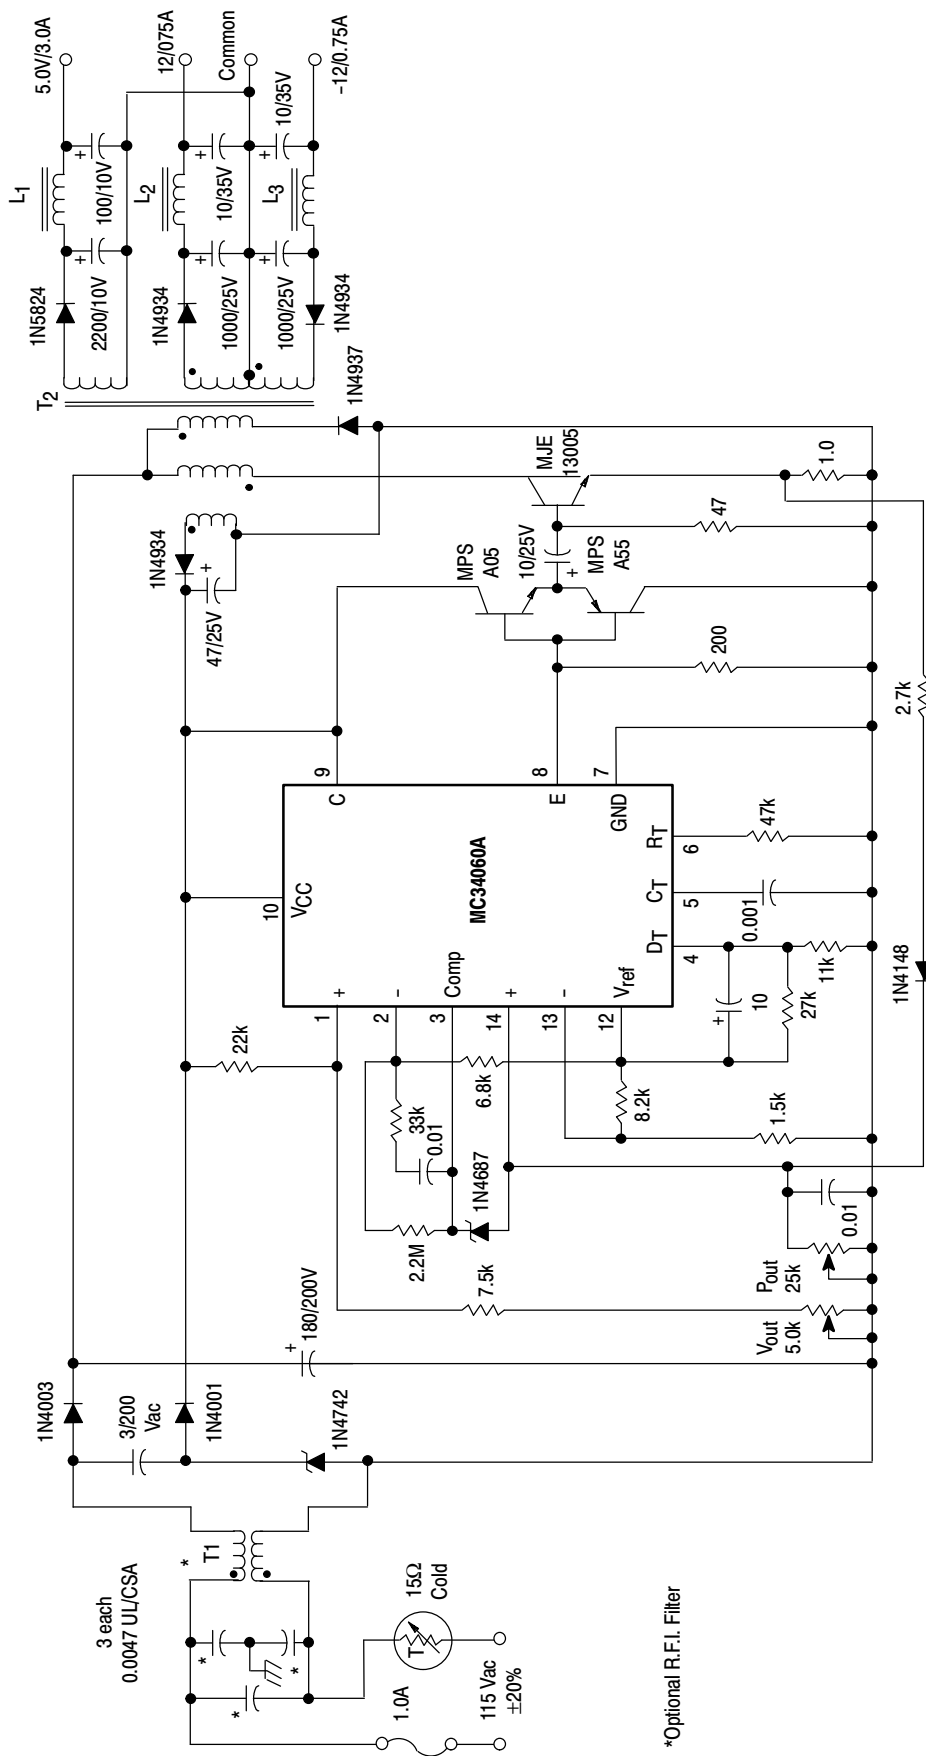 3 each
0.0047 UL/CSA
*
*
*
*
T1
1.0A
115 Vac
±20%
T
15Ω
Cold
1N4003
3/200
Vac
1N4001
1N4742
+
180/200V
22k
2.2M
33k
0.01
6.8k
1N4687
7.5k
8.2k
1.5k
Vout
5.0k
Pout
25k
0.01
1
2
3
14
13
12
+
-
Comp
+
-
Vref
10
VCC
MC34060A
DT
CT
RT
4
5
6
C
9
E
8
GND
7
+
10
27k
11k
0.001
47k
1N4148
2.7k
200
47
1.0
47/25V
+
1N4934
MPS
A05
10/25V
+
MPS
A55
MJE
13005
1N4937
T2
1N5824
2200/10V
+
L1
100/10V
+
5.0V/3.0A
1N4934
1000/25V
+
L2
10/35V
+
12/075A
Common
1000/25V
+
1N4934
L3
10/35V
+
-12/0.75A
*Optional R.F.I. Filter